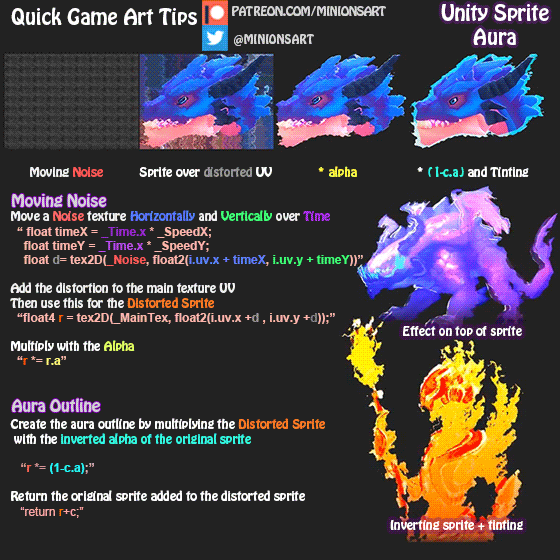 Quick Game Art Tips
PATREON.COM/MINIONSART
@MINIONSART
Unity Sprite
Aura
Moving Noise
Sprite over distorted UV
* alpha
* (1-c.a) and Tinting
Moving Noise
Move a Noise texture Horizontally and Vertically over Time
“ float timeX = _Time.x * _SpeedX;
float timeY = _Time.x * _SpeedY;
float d= tex2D(_Noise, float2(i.uv.x + timeX, i.uv.y + timeY))”
Add the distortion to the main texture UV
Then use this for the Distorted Sprite
“float4 r = tex2D(_MainTex, float2(i.uv.x +d , i.uv.y +d));”
Multiply with the Alpha
“r *= r.a”
Effect on top of sprite
Aura Outline
Create the aura outline by multiplying the Distorted Sprite
with the inverted alpha of the original sprite
“r *= (1-c.a);”
Return the original sprite added to the distorted sprite
“return r+c;”
Inverting sprite + tinting